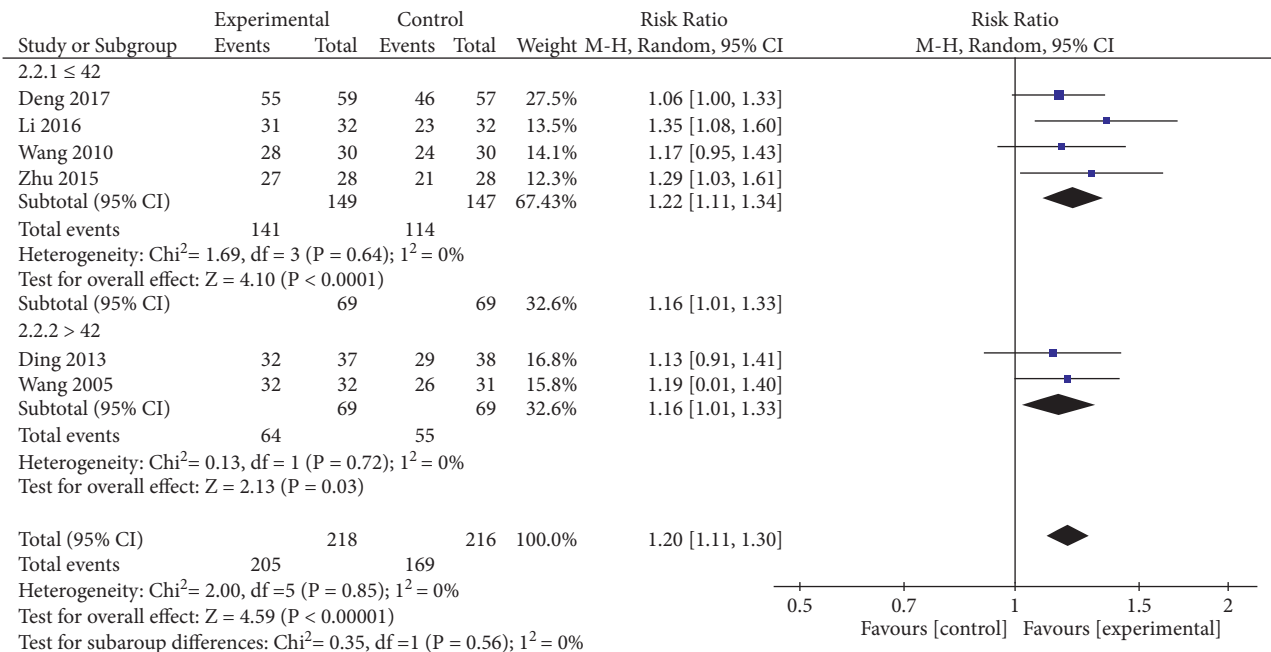 Experimental Control Risk Ratio Risk Ratio
Study or Subgroup Events Total Events Total Weight M-H, Random, 95% CI M-H, Random, 95% CI
2.2.1 ≤ 42
Deng 2017 55 59 46 57 27.5% 1.06 [1.00, 1.33]
Li 2016 31 32 23 32 13.5% 1.35 [1.08, 1.60]
Wang 2010 28 30 24 30 14.1% 1.17 [0.95, 1.43]
Zhu 2015 27 28 21 28 12.3% 1.29 [1.03, 1.61]
Subtotal (95% CI) 149 147 67.43% 1.22 [1.11, 1.34]
Total events 141 114
Heterogeneity: Chi²= 1.69, df = 3 (P = 0.64); 1² = 0%
Test for overall effect: Z = 4.10 (P < 0.0001)
Subtotal (95% CI) 69 69 32.6% 1.16 [1.01, 1.33]
2.2.2 > 42
Ding 2013 32 37 29 38 16.8% 1.13 [0.91, 1.41]
Wang 2005 32 32 26 31 15.8% 1.19 [0.01, 1.40]
Subtotal (95% CI) 69 69 32.6% 1.16 [1.01, 1.33]
Total events 64 55
Heterogeneity: Chi²= 0.13, df = 1 (P = 0.72); 1² = 0%
Test for overall effect: Z = 2.13 (P = 0.03)
Total (95% CI) 218 216 100.0% 1.20 [1.11, 1.30]
Total events 205 169
Heterogeneity: Chi²= 2.00, df =5 (P = 0.85); 1² = 0%
Test for overall effect: Z = 4.59 (P < 0.00001)
Test for subaroup differences: Chi²= 0.35, df =1 (P = 0.56); 1² = 0%
0.5 0.7 1 1.5 2
Favours [control] Favours [experimental]